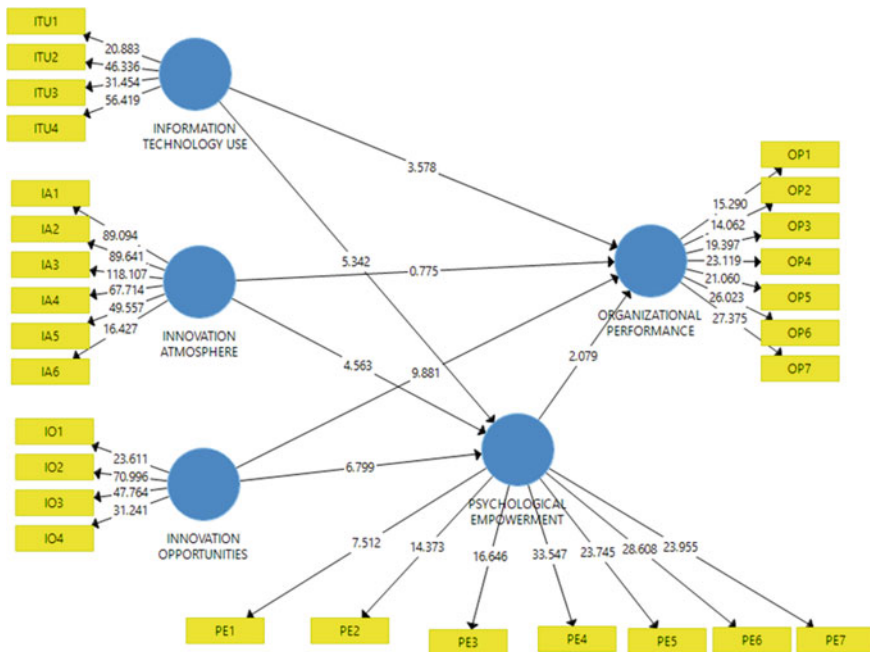 ITU1
ITU2
ITU3
ITU4
20.883
46.336
31.454
56.419
INFORMATION
TECHNOLOGY USE
IA1
IA2
IA3
IA4
IA5
IA6
89.094
89.641
118.107
67.714
49.557
16.427
INNOVATION
ATMOSPHERE
IO1
IO2
IO3
IO4
23.611
70.996
47.764
31.241
INNOVATION
OPPORTUNITIES
3.578
5.342
0.775
4.563
9.881
6.799
2.079
ORGANIZATIONAL
PERFORMANCE
15.290
14.062
19.397
23.119
21.060
26.023
27.375
OP1
OP2
OP3
OP4
OP5
OP6
OP7
PSYCHOLOGICAL
EMPOWERMENT
7.512
14.373
16.646
33.547
23.745
28.608
23.955
PE1
PE2
PE3
PE4
PE5
PE6
PE7